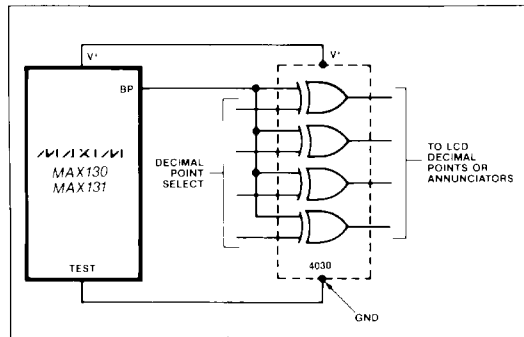 V+
V+
BP
MAXIM
MAX130
MAX131
DECIMAL
POINT
SELECT
TO LCD
DECIMAL
POINTS OR
ANNUNCIATORS
TEST
4030
GND